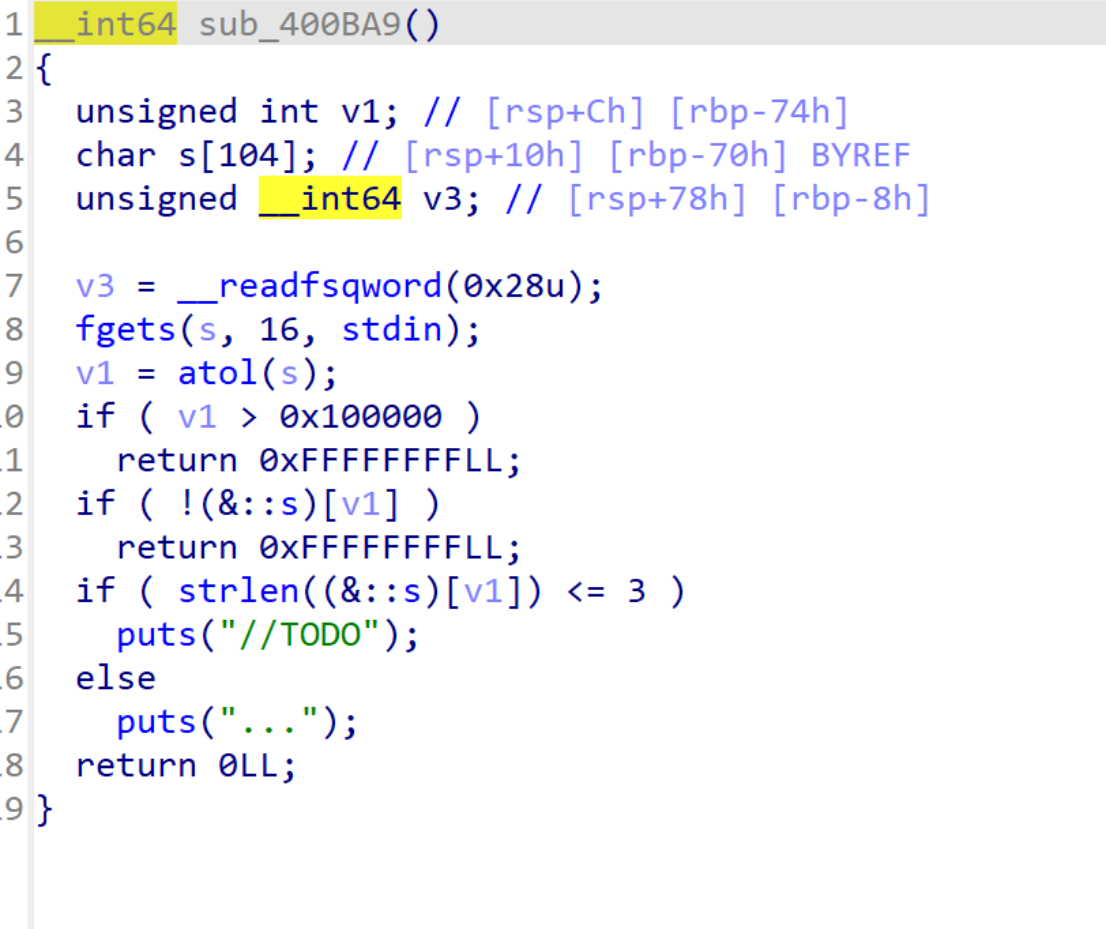 1 __int64 sub_400BA9()
2 {
3   unsigned int v1; // [rsp+Ch] [rbp-74h]
4   char s[104]; // [rsp+10h] [rbp-70h] BYREF
5   unsigned __int64 v3; // [rsp+78h] [rbp-8h]
6
7   v3 = __readfsqword(0x28u);
8   fgets(s, 16, stdin);
9   v1 = atol(s);
0   if ( v1 > 0x100000 )
1     return 0xFFFFFFFFLL;
2   if ( !(&::s)[v1] )
3     return 0xFFFFFFFFLL;
4   if ( strlen((&::s)[v1]) <= 3 )
5     puts("//TODO");
6   else
7     puts("...");
8   return 0LL;
9 }